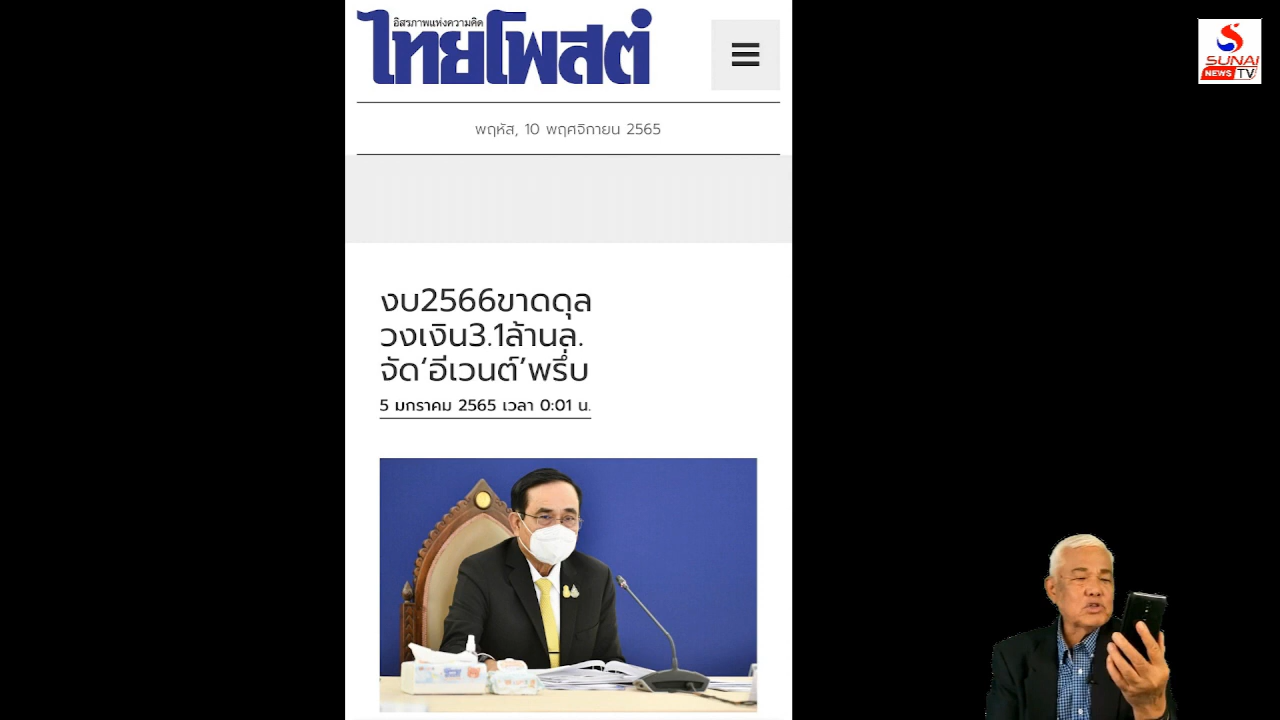 อิสรภาพแห่งความคิด
ไทยโพสต์
SUNAI
NEWS TV
พฤหัส, 10 พฤศจิกายน 2565
งบ2566ขาดดุล
วงเงิน3.1ล้านล.
จัด‘อีเวนต์’พรึ่บ
5 มกราคม 2565 เวลา 0:01 น.